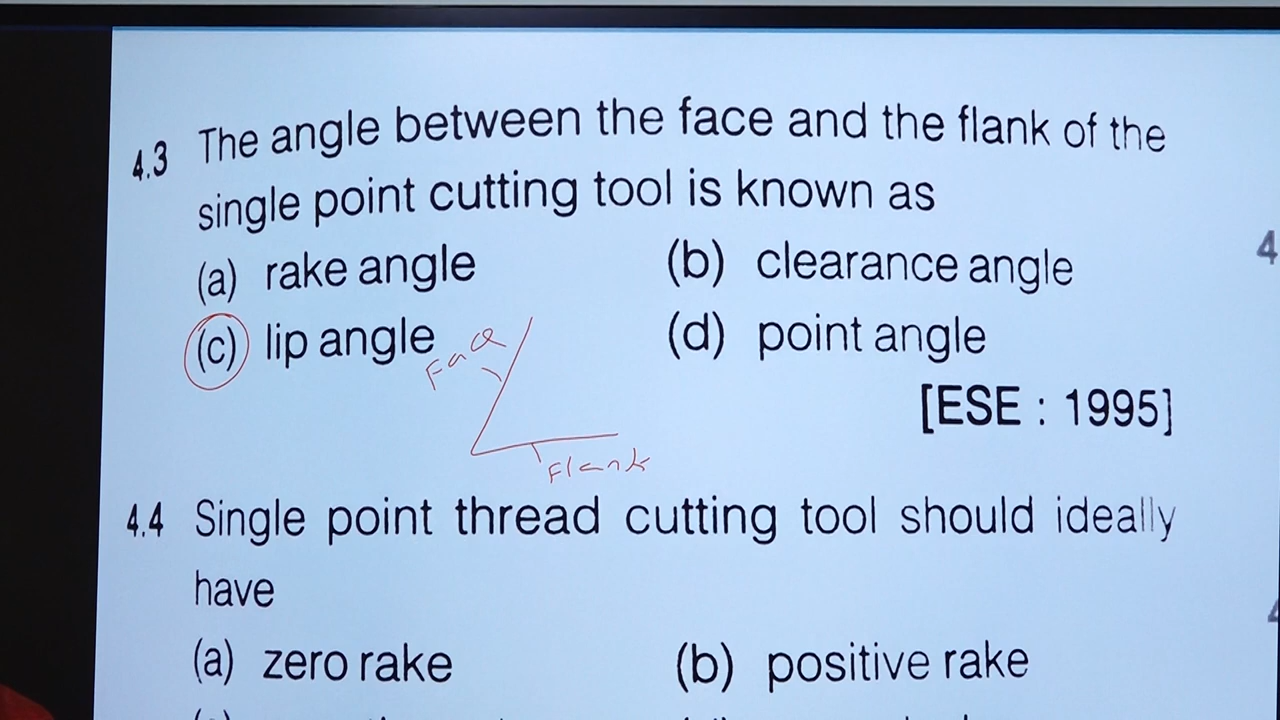 4.3 The angle between the face and the flank of the
single point cutting tool is known as
(a) rake angle (b) clearance angle
(c) lip angle (d) point angle
Face
[ESE : 1995]
Flank
4.4 Single point thread cutting tool should ideally
have
(a) zero rake (b) positive rake
4